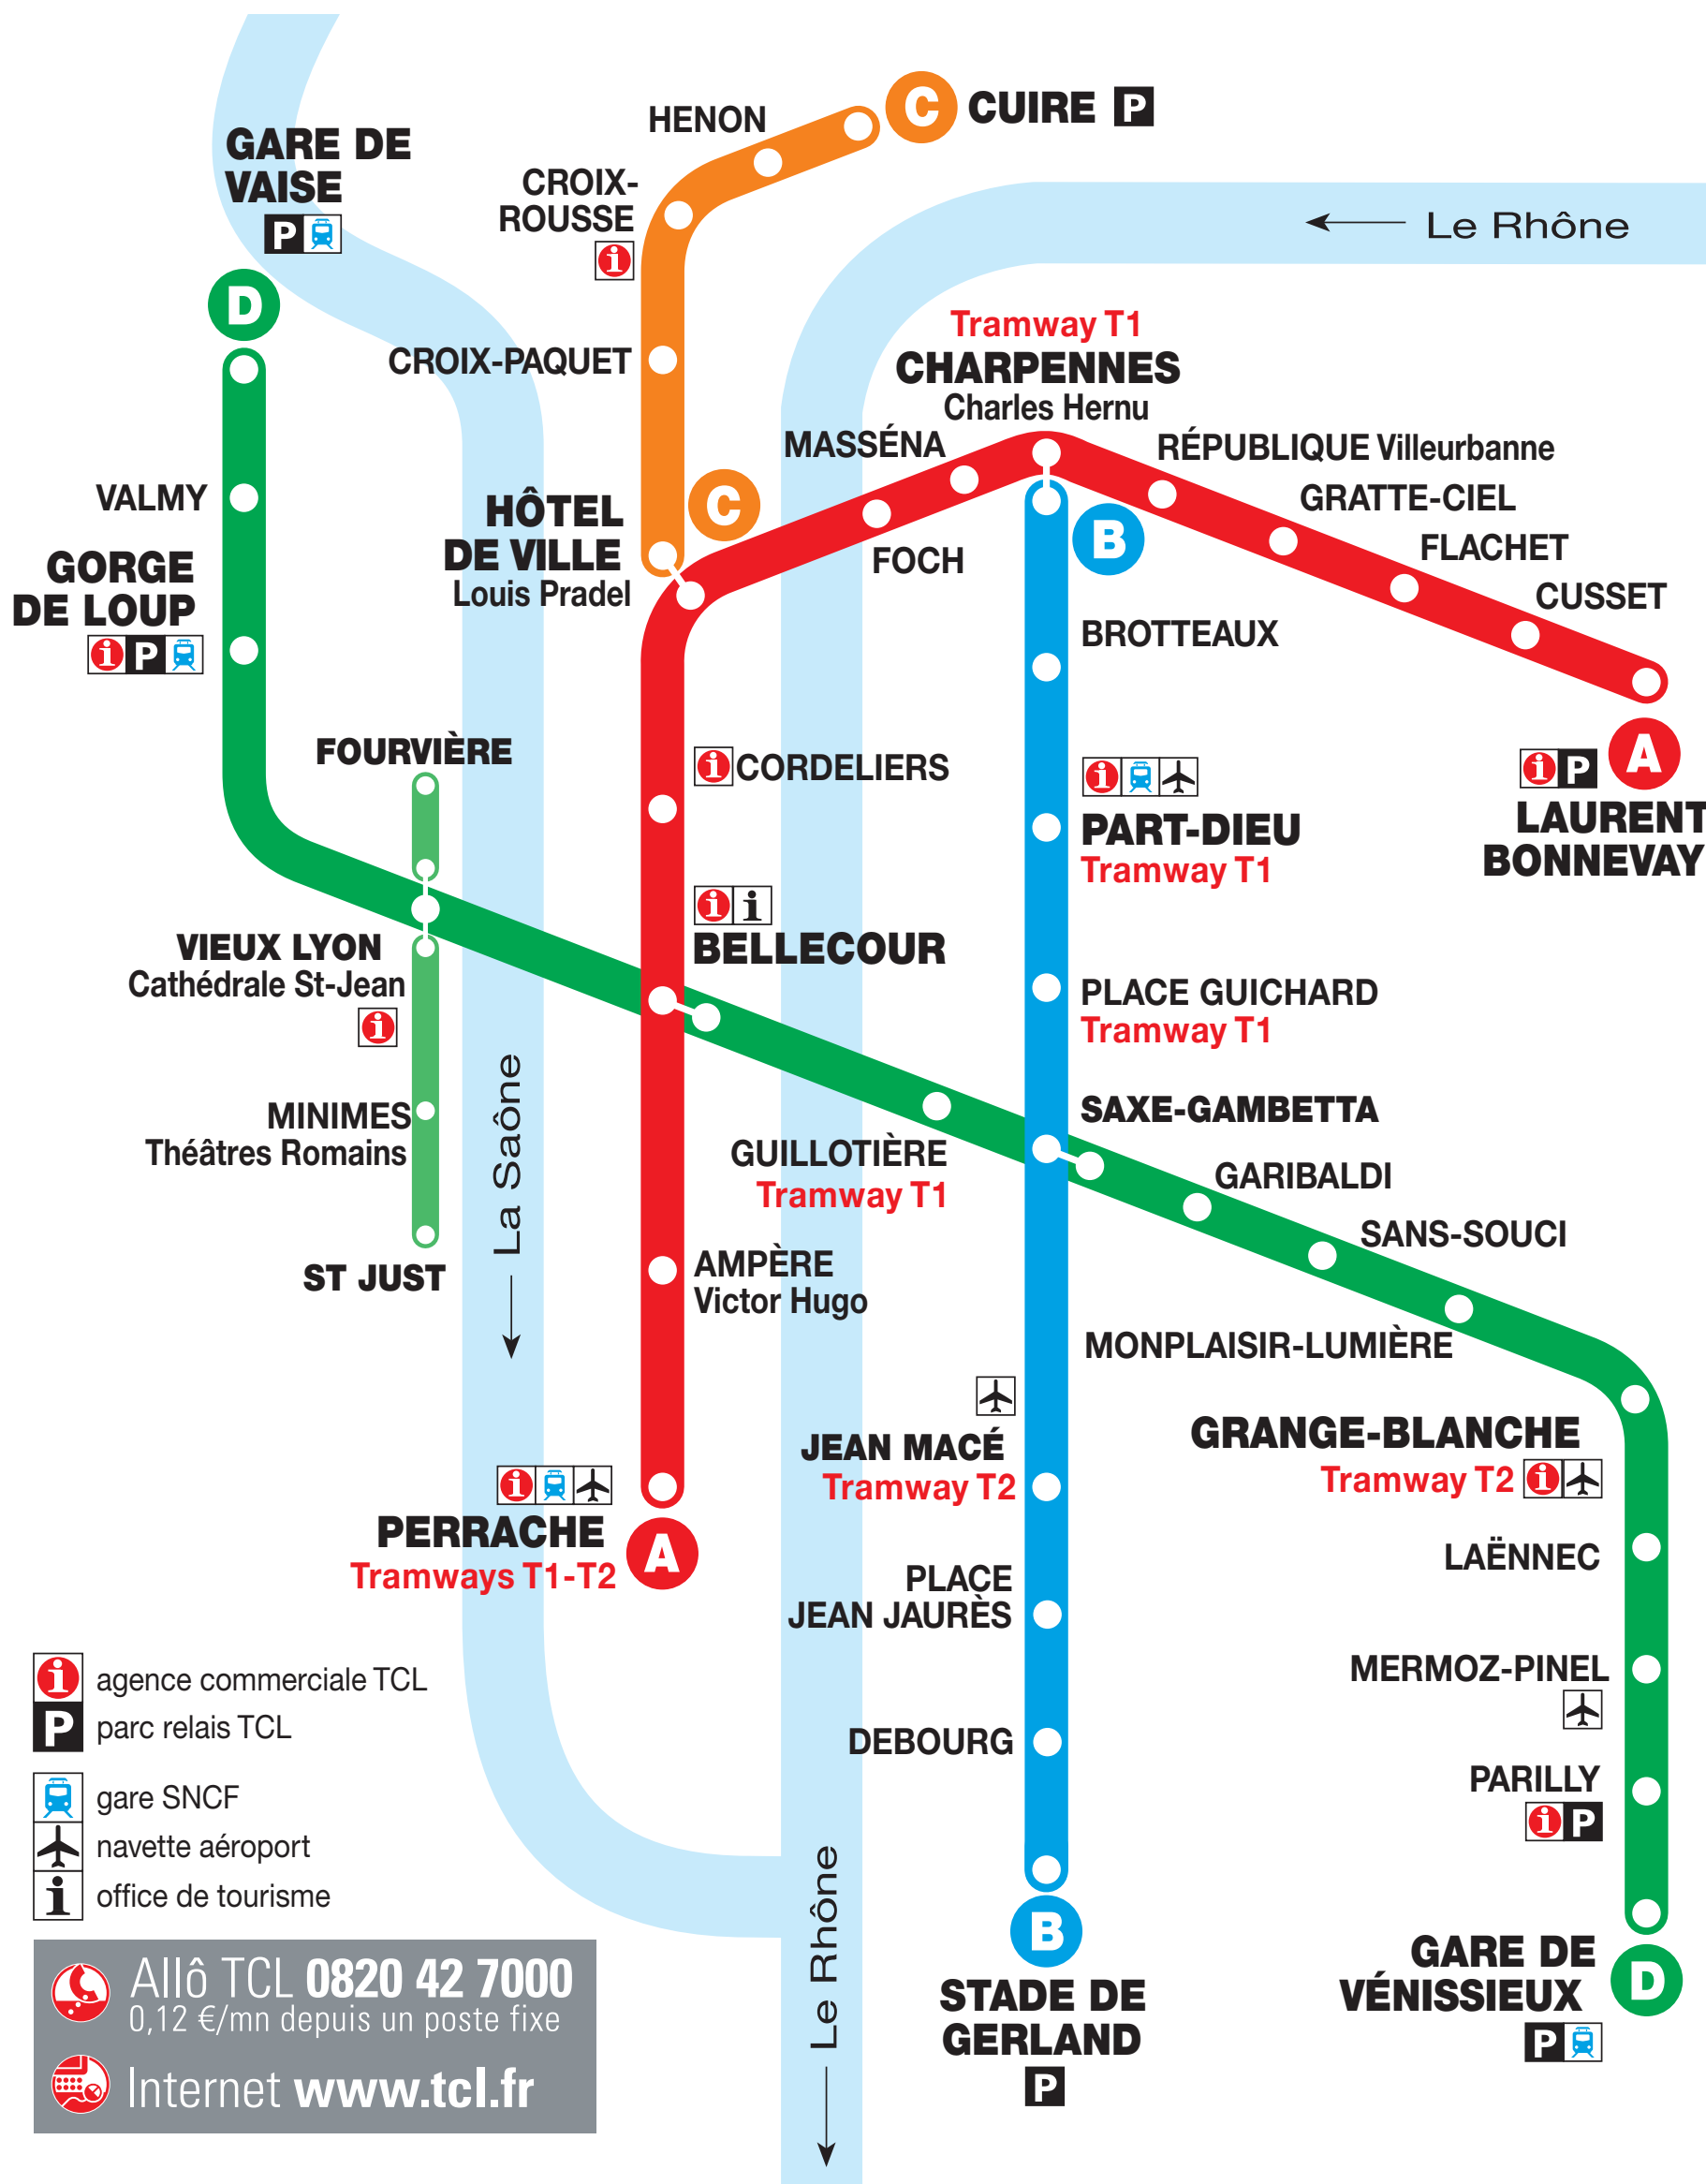 HENON
C
CUIRE P
GARE DE
VAISE
P
CROIX-
ROUSSE
i
Le Rhône
D
CROIX-PAQUET
Tramway T1
CHARPENNES
Charles Hernu
MASSÉNA
RÉPUBLIQUE Villeurbanne
VALMY
GRATTE-CIEL
HÔTEL
DE VILLE
Louis Pradel
C
B
FOCH
FLACHET
GORGE
DE LOUP
i P
CUSSET
BROTTEAUX
FOURVIÈRE
i CORDELIERS
i
PART-DIEU
Tramway T1
i P
A
LAURENT
BONNEVAY
i i
BELLECOUR
VIEUX LYON
Cathédrale St-Jean
i
PLACE GUICHARD
Tramway T1
La Saône
MINIMES
Théâtres Romains
SAXE-GAMBETTA
GUILLOTIÈRE
Tramway T1
GARIBALDI
SANS-SOUCI
ST JUST
AMPÈRE
Victor Hugo
MONPLAISIR-LUMIÈRE
JEAN MACÉ
Tramway T2
GRANGE-BLANCHE
Tramway T2 i
i
PERRACHE
Tramways T1-T2
A
LAËNNEC
PLACE
JEAN JAURÈS
MERMOZ-PINEL
DEBOURG
PARILLY
i P
i agence commerciale TCL
P parc relais TCL
gare SNCF
navette aéroport
i office de tourisme
Le Rhône
B
STADE DE
GERLAND
P
GARE DE
VÉNISSIEUX
D
P
Allô TCL 0820 42 7000
0,12 €/mn depuis un poste fixe
Internet www.tcl.fr